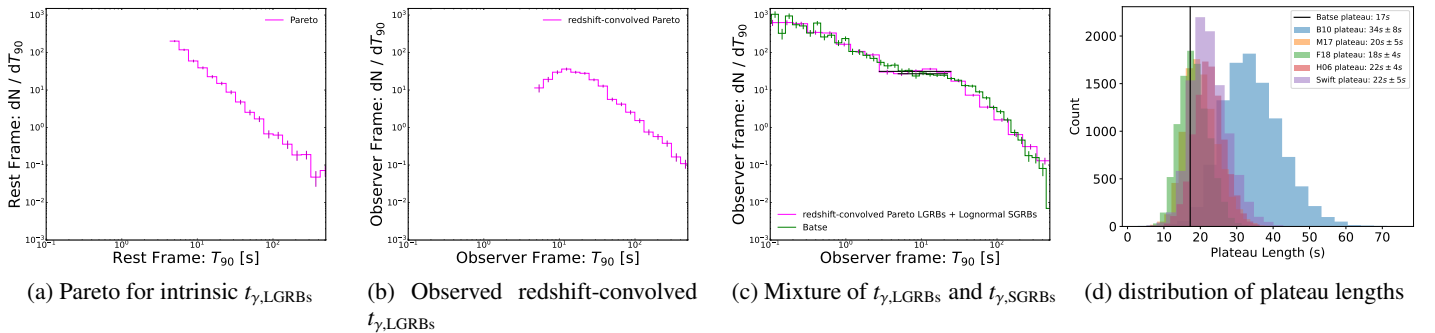 10³
10²
10¹
10⁰
10⁻¹
10⁻²
10⁻³
10⁻¹
10⁰
10¹
10²
Rest Frame: dN / dT₉₀
Rest Frame: T₉₀ [s]
Pareto
(a) Pareto for intrinsic tγ,LGRBs
10³
10²
10¹
10⁰
10⁻¹
10⁻²
10⁻³
10⁻¹
10⁰
10¹
10²
Observer Frame: dN / dT₉₀
Observer Frame: T₉₀ [s]
redshift-convolved Pareto
(b) Observed redshift-convolved
tγ,LGRBs
10³
10²
10¹
10⁰
10⁻¹
10⁻²
10⁻³
10⁻¹
10⁰
10¹
10²
Observer frame: dN / dT₉₀
Observer frame: T₉₀ [s]
redshift-convolved Pareto LGRBs + Lognormal SGRBs
Batse
(c) Mixture of tγ,LGRBs and tγ,SGRBs
2000
1500
1000
500
0
0 10 20 30 40 50 60 70
Count
Plateau Length (s)
Batse plateau: 17s
B10 plateau: 34s ± 8s
M17 plateau: 20s ± 5s
F18 plateau: 18s ± 4s
H06 plateau: 22s ± 4s
Swift plateau: 22s ± 5s
(d) distribution of plateau lengths